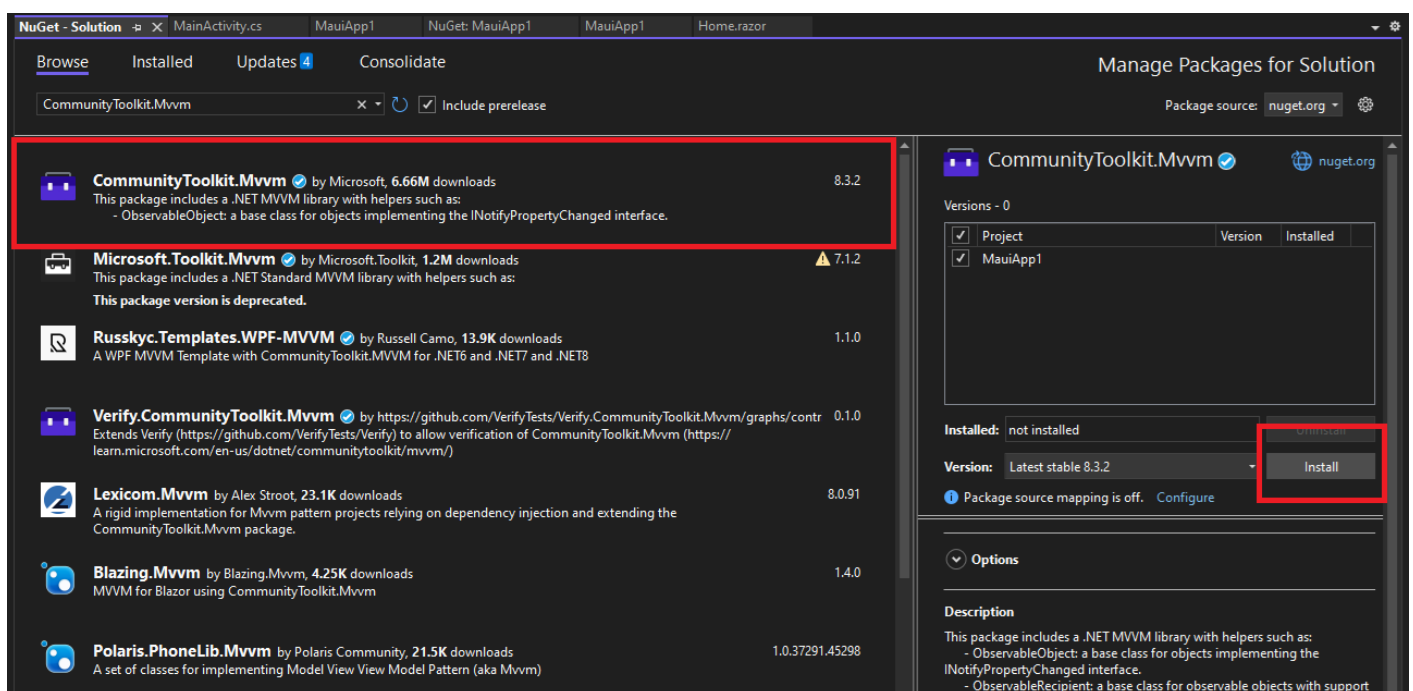 NuGet - Solution
MainActivity.cs
MauiApp1
NuGet: MauiApp1
MauiApp1
Home.razor
Browse
Installed
Updates 4
Consolidate
Manage Packages for Solution
CommunityToolkit.Mvvm
Include prerelease
Package source: nuget.org
CommunityToolkit.Mvvm by Microsoft, 6.66M downloads 8.3.2
This package includes a .NET MVVM library with helpers such as:
- ObservableObject: a base class for objects implementing the INotifyPropertyChanged interface.
Microsoft.Toolkit.Mvvm by Microsoft.Toolkit, 1.2M downloads 7.1.2
This package includes a .NET Standard MVVM library with helpers such as:
This package version is deprecated.
Russkyc.Templates.WPF-MVVM by Russell Camo, 13.9K downloads 1.1.0
A WPF MVVM Template with CommunityToolkit.MVVM for .NET6 and .NET7 and .NET8
Verify.CommunityToolkit.Mvvm by https://github.com/VerifyTests/Verify.CommunityToolkit.Mvvm/graphs/contr 0.1.0
Extends Verify (https://github.com/VerifyTests/Verify) to allow verification of CommunityToolkit.Mvvm (https://
learn.microsoft.com/en-us/dotnet/communitytoolkit/mvvm/)
Lexicom.Mvvm by Alex Stroot, 23.1K downloads 8.0.91
A rigid implementation for Mvvm pattern projects relying on dependency injection and extending the
CommunityToolkit.Mvvm package.
Blazing.Mvvm by Blazing.Mvvm, 4.25K downloads 1.4.0
MVVM for Blazor using CommunityToolkit.Mvvm
Polaris.PhoneLib.Mvvm by Polaris Community, 21.5K downloads 1.0.37291.45298
A set of classes for implementing Model View View Model Pattern (aka Mvvm)
CommunityToolkit.Mvvm
nuget.org
Versions - 0
Project Version Installed
MauiApp1
Installed: not installed Uninstall
Version: Latest stable 8.3.2 Install
Package source mapping is off. Configure
Options
Description
This package includes a .NET MVVM library with helpers such as:
- ObservableObject: a base class for objects implementing the
INotifyPropertyChanged interface.
- ObservableRecipient: a base class for observable objects with support